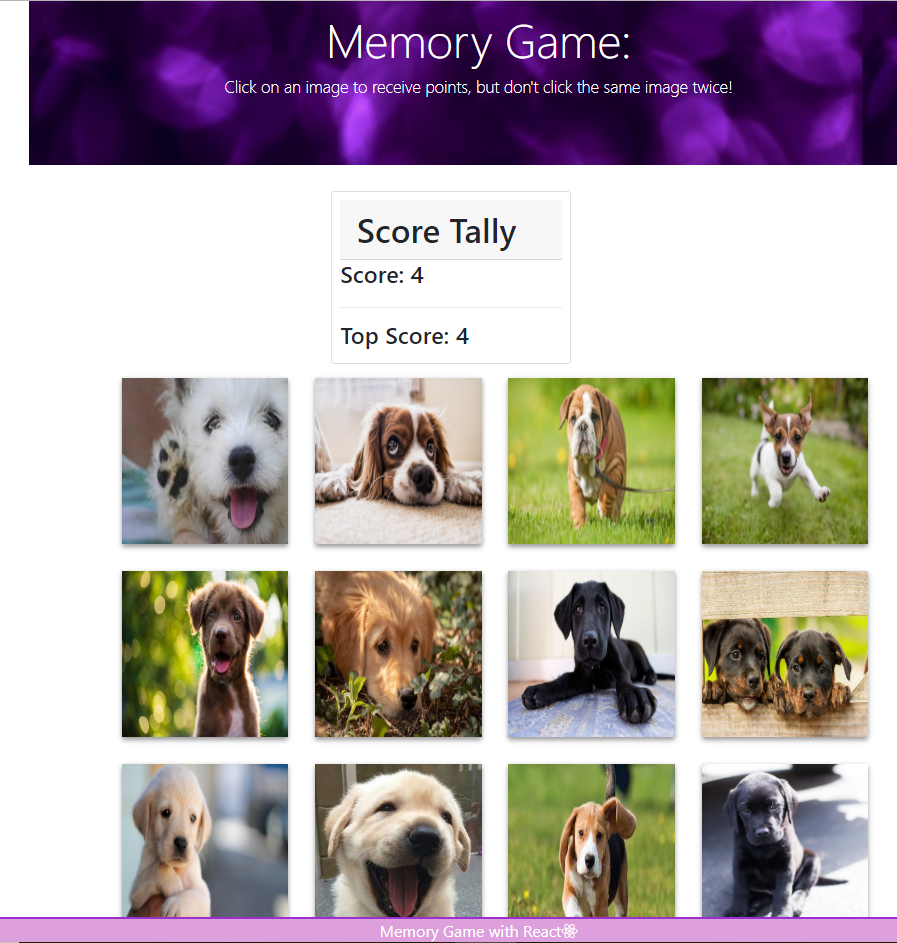 Memory Game:
Click on an image to receive points, but don't click the same image twice!
Score Tally
Score: 4
Top Score: 4
Memory Game with React